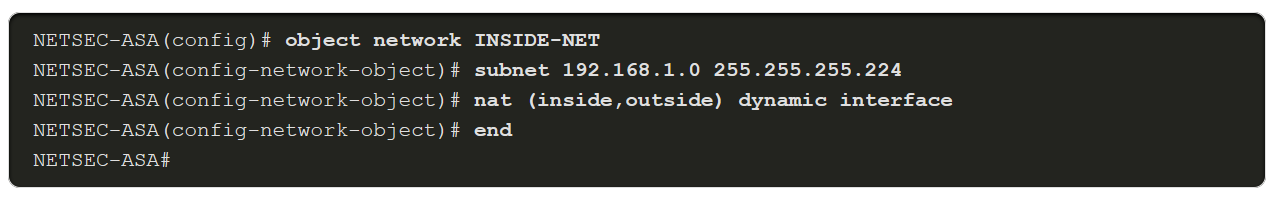 NETSEC-ASA(config)# object network INSIDE-NET
NETSEC-ASA(config-network-object)# subnet 192.168.1.0 255.255.255.224
NETSEC-ASA(config-network-object)# nat (inside,outside) dynamic interface
NETSEC-ASA(config-network-object)# end
NETSEC-ASA#